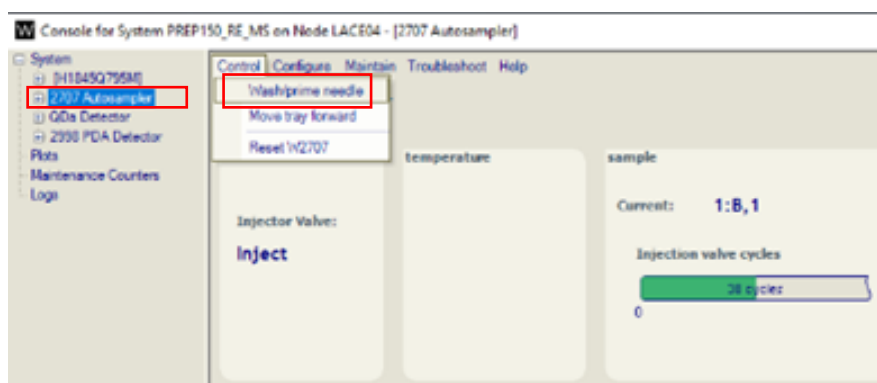 Console for System PREP150_RE_MS on Node LACE04 - [2707 Autosampler]
System
2707 Autosampler
QDa Detector
2998 PDA Detector
Plots
Maintenance Counters
Logs
Control Configure Maintain Troubleshoot Help
Wash/prime needle
Move tray forward
Reset W2707
temperature
sample
Injector Valve:
Inject
Current: 1:B,1
Injection valve cycles
38 cycles
0